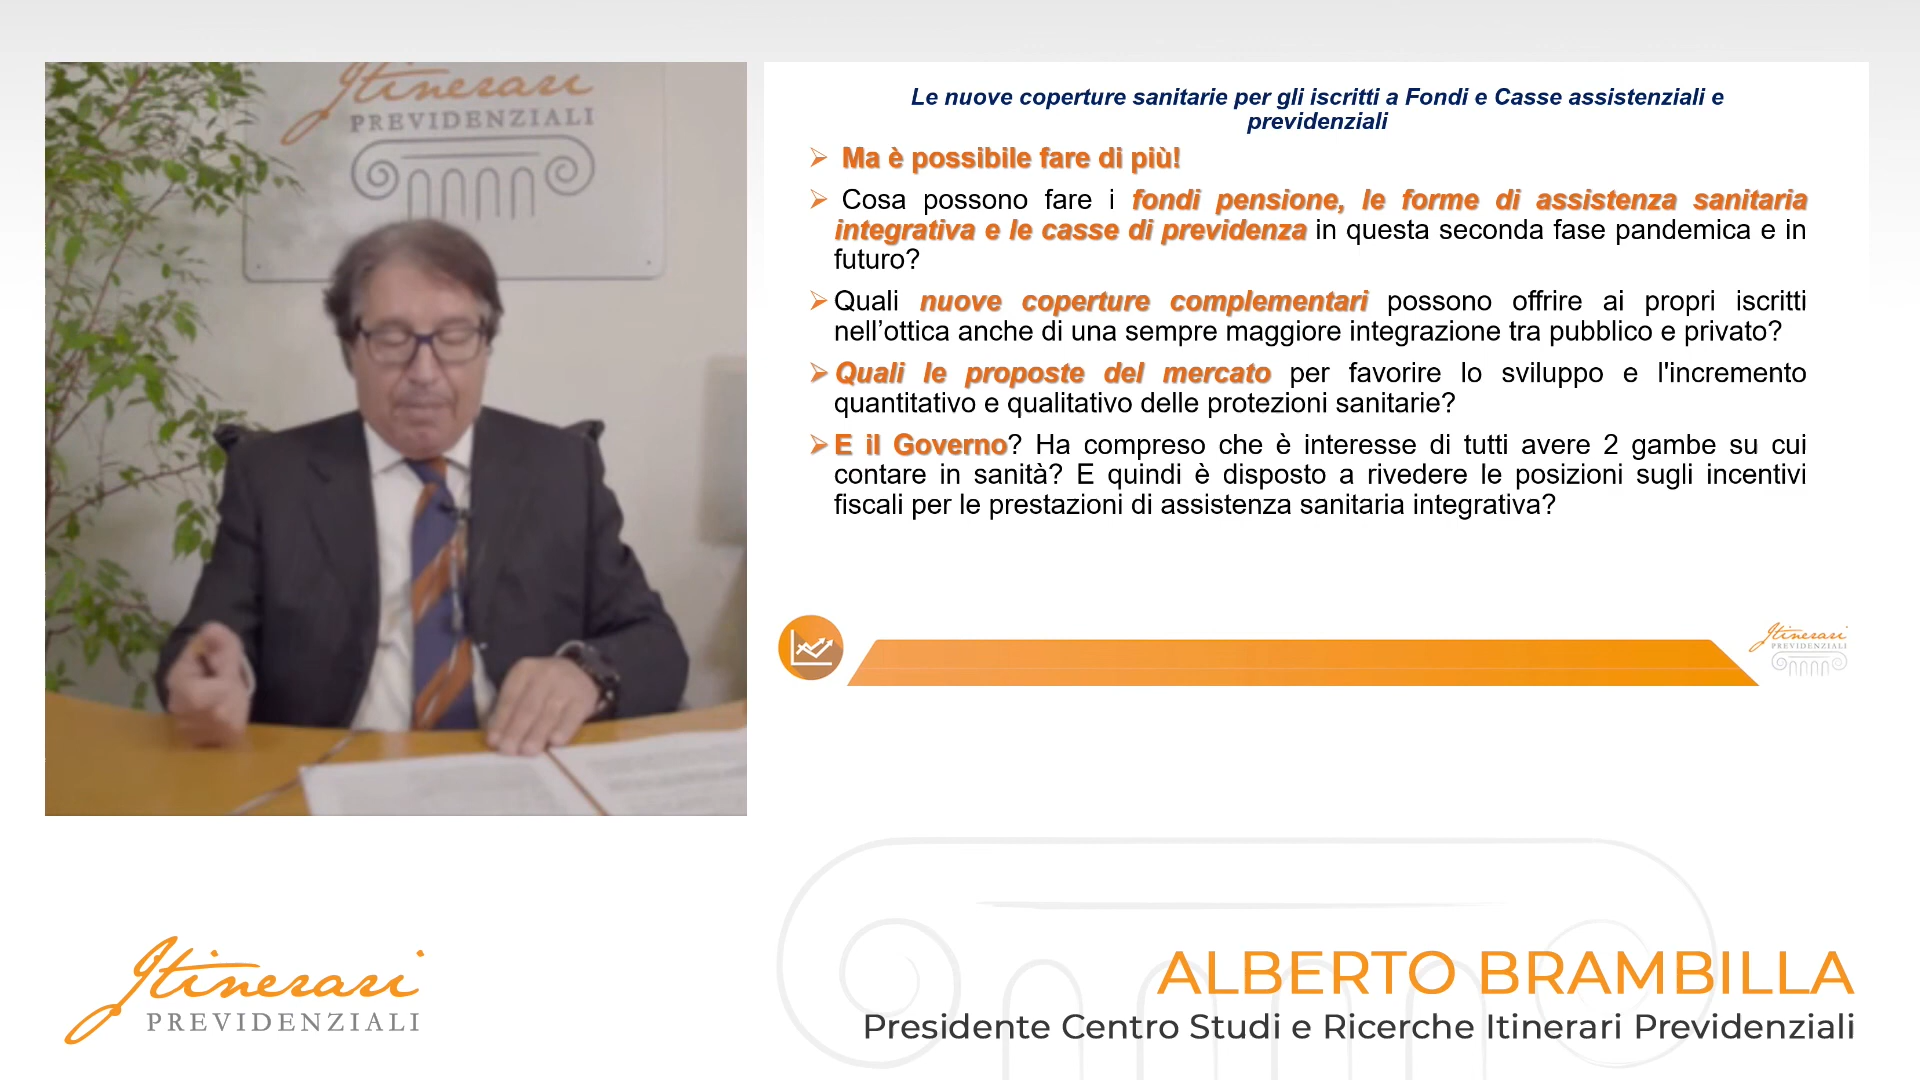 Itinerari
PREVIDENZIALI
Le nuove coperture sanitarie per gli iscritti a Fondi e Casse assistenziali e
previdenziali
Ma è possibile fare di più!
Cosa possono fare i fondi pensione, le forme di assistenza sanitaria
integrativa e le casse di previdenza in questa seconda fase pandemica e in
futuro?
Quali nuove coperture complementari possono offrire ai propri iscritti
nell’ottica anche di una sempre maggiore integrazione tra pubblico e privato?
Quali le proposte del mercato per favorire lo sviluppo e l'incremento
quantitativo e qualitativo delle protezioni sanitarie?
E il Governo? Ha compreso che è interesse di tutti avere 2 gambe su cui
contare in sanità? E quindi è disposto a rivedere le posizioni sugli incentivi
fiscali per le prestazioni di assistenza sanitaria integrativa?
Itinerari
PREVIDENZIALI
Itinerari
PREVIDENZIALI
ALBERTO BRAMBILLA
Presidente Centro Studi e Ricerche Itinerari Previdenziali